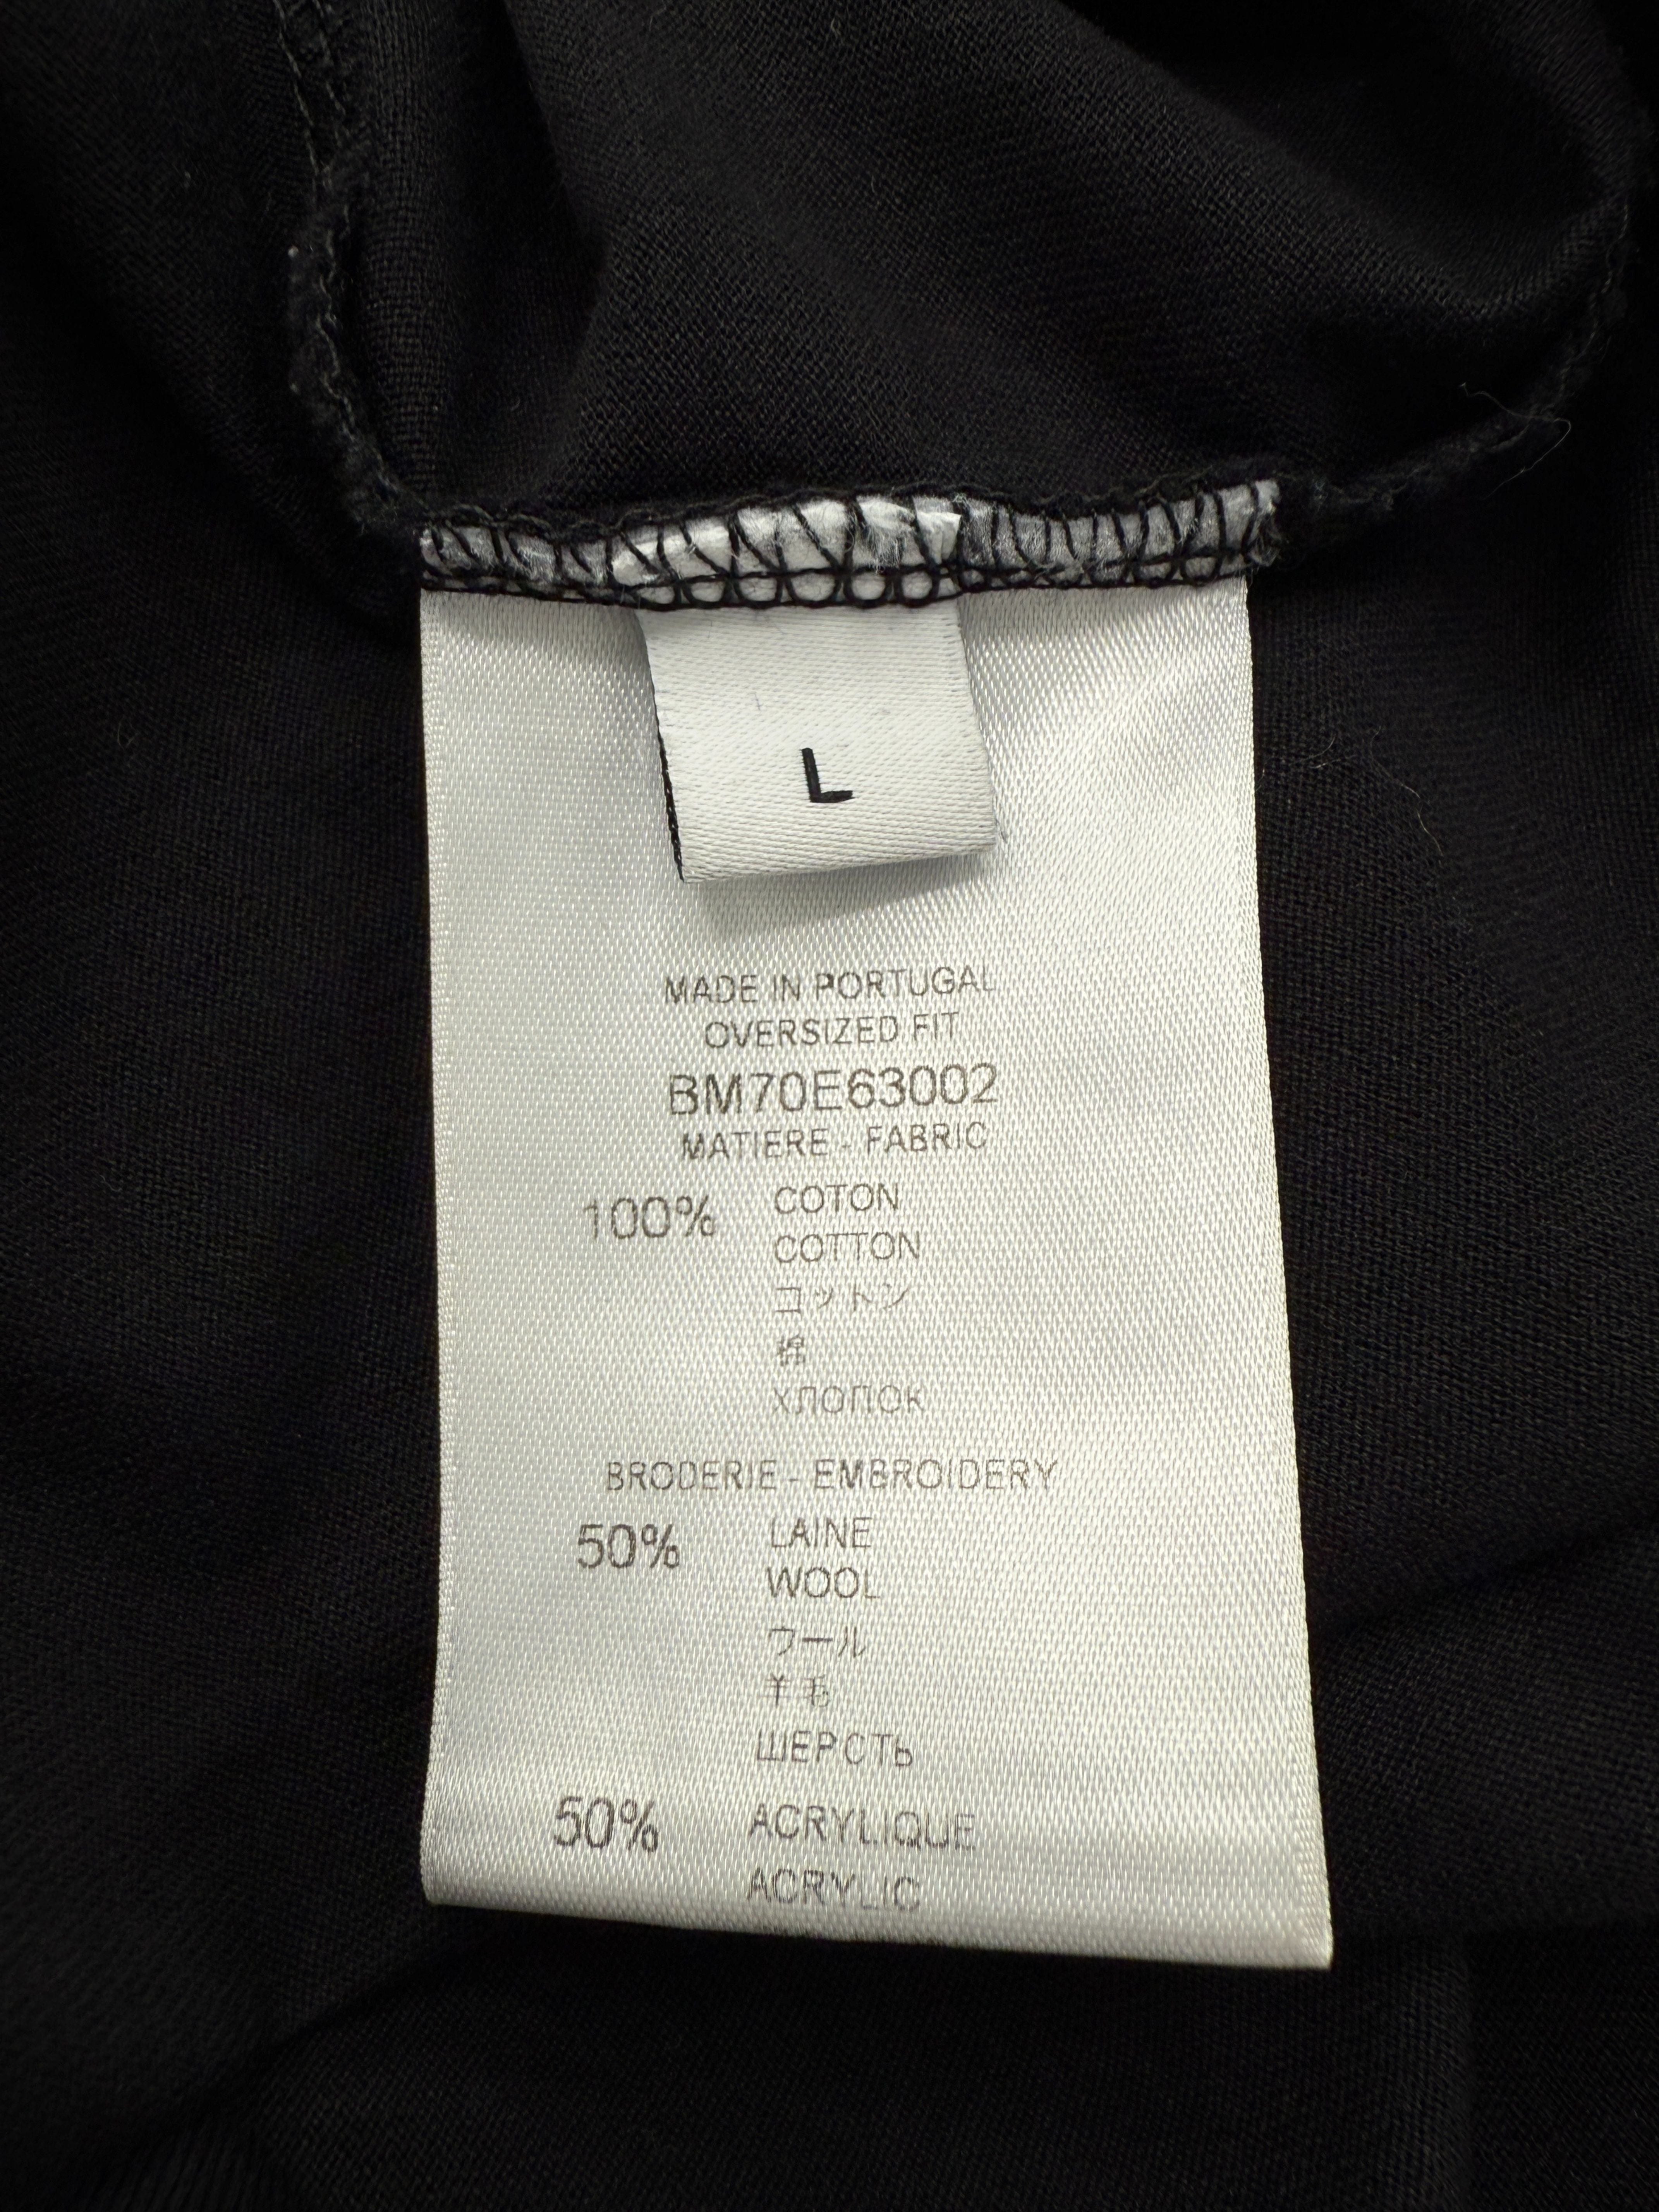 L
MADE IN PORTUGAL
OVERSIZED FIT
BM70E63002
MATIERE - FABRIC
100% COTON
COTTON
コットン
棉
ХЛОПОК
BRODERIE - EMBROIDERY
50% LAINE
WOOL
ウール
羊毛
ШЕРСТЬ
50% ACRYLIQUE
ACRYLIC